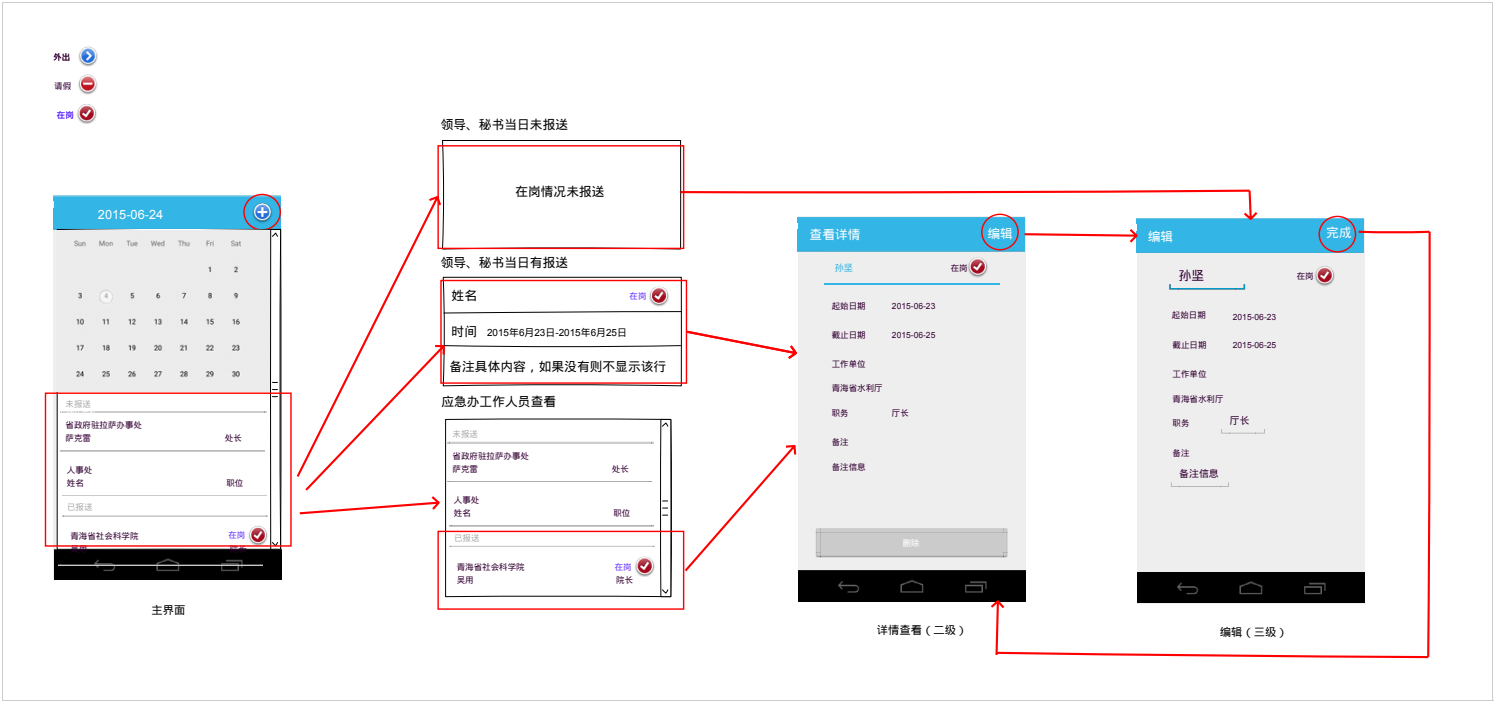 外出
请假
在岗
2015-06-24
Sun Mon Tue Wed Thu Fri Sat
1 2
3 4 5 6 7 8 9
10 11 12 13 14 15 16
17 18 19 20 21 22 23
24 25 26 27 28 29 30
未报送
省政府驻拉萨办事处
萨克雷 处长
人事处
姓名 职位
已报送
青海省社会科学院 在岗
吴用 院长
主界面
领导、秘书当日未报送
在岗情况未报送
领导、秘书当日有报送
姓名 在岗
时间 2015年6月23日-2015年6月25日
备注具体内容，如果没有则不显示该行
应急办工作人员查看
未报送
省政府驻拉萨办事处
萨克雷 处长
人事处
姓名 职位
已报送
青海省社会科学院 在岗
吴用 院长
查看详情 编辑
孙坚 在岗
起始日期 2015-06-23
截止日期 2015-06-25
工作单位
青海省水利厅
职务 厅长
备注
备注信息
删除
详情查看（二级）
编辑 完成
孙坚 在岗
起始日期 2015-06-23
截止日期 2015-06-25
工作单位
青海省水利厅
职务 厅长
备注
备注信息
编辑（三级）